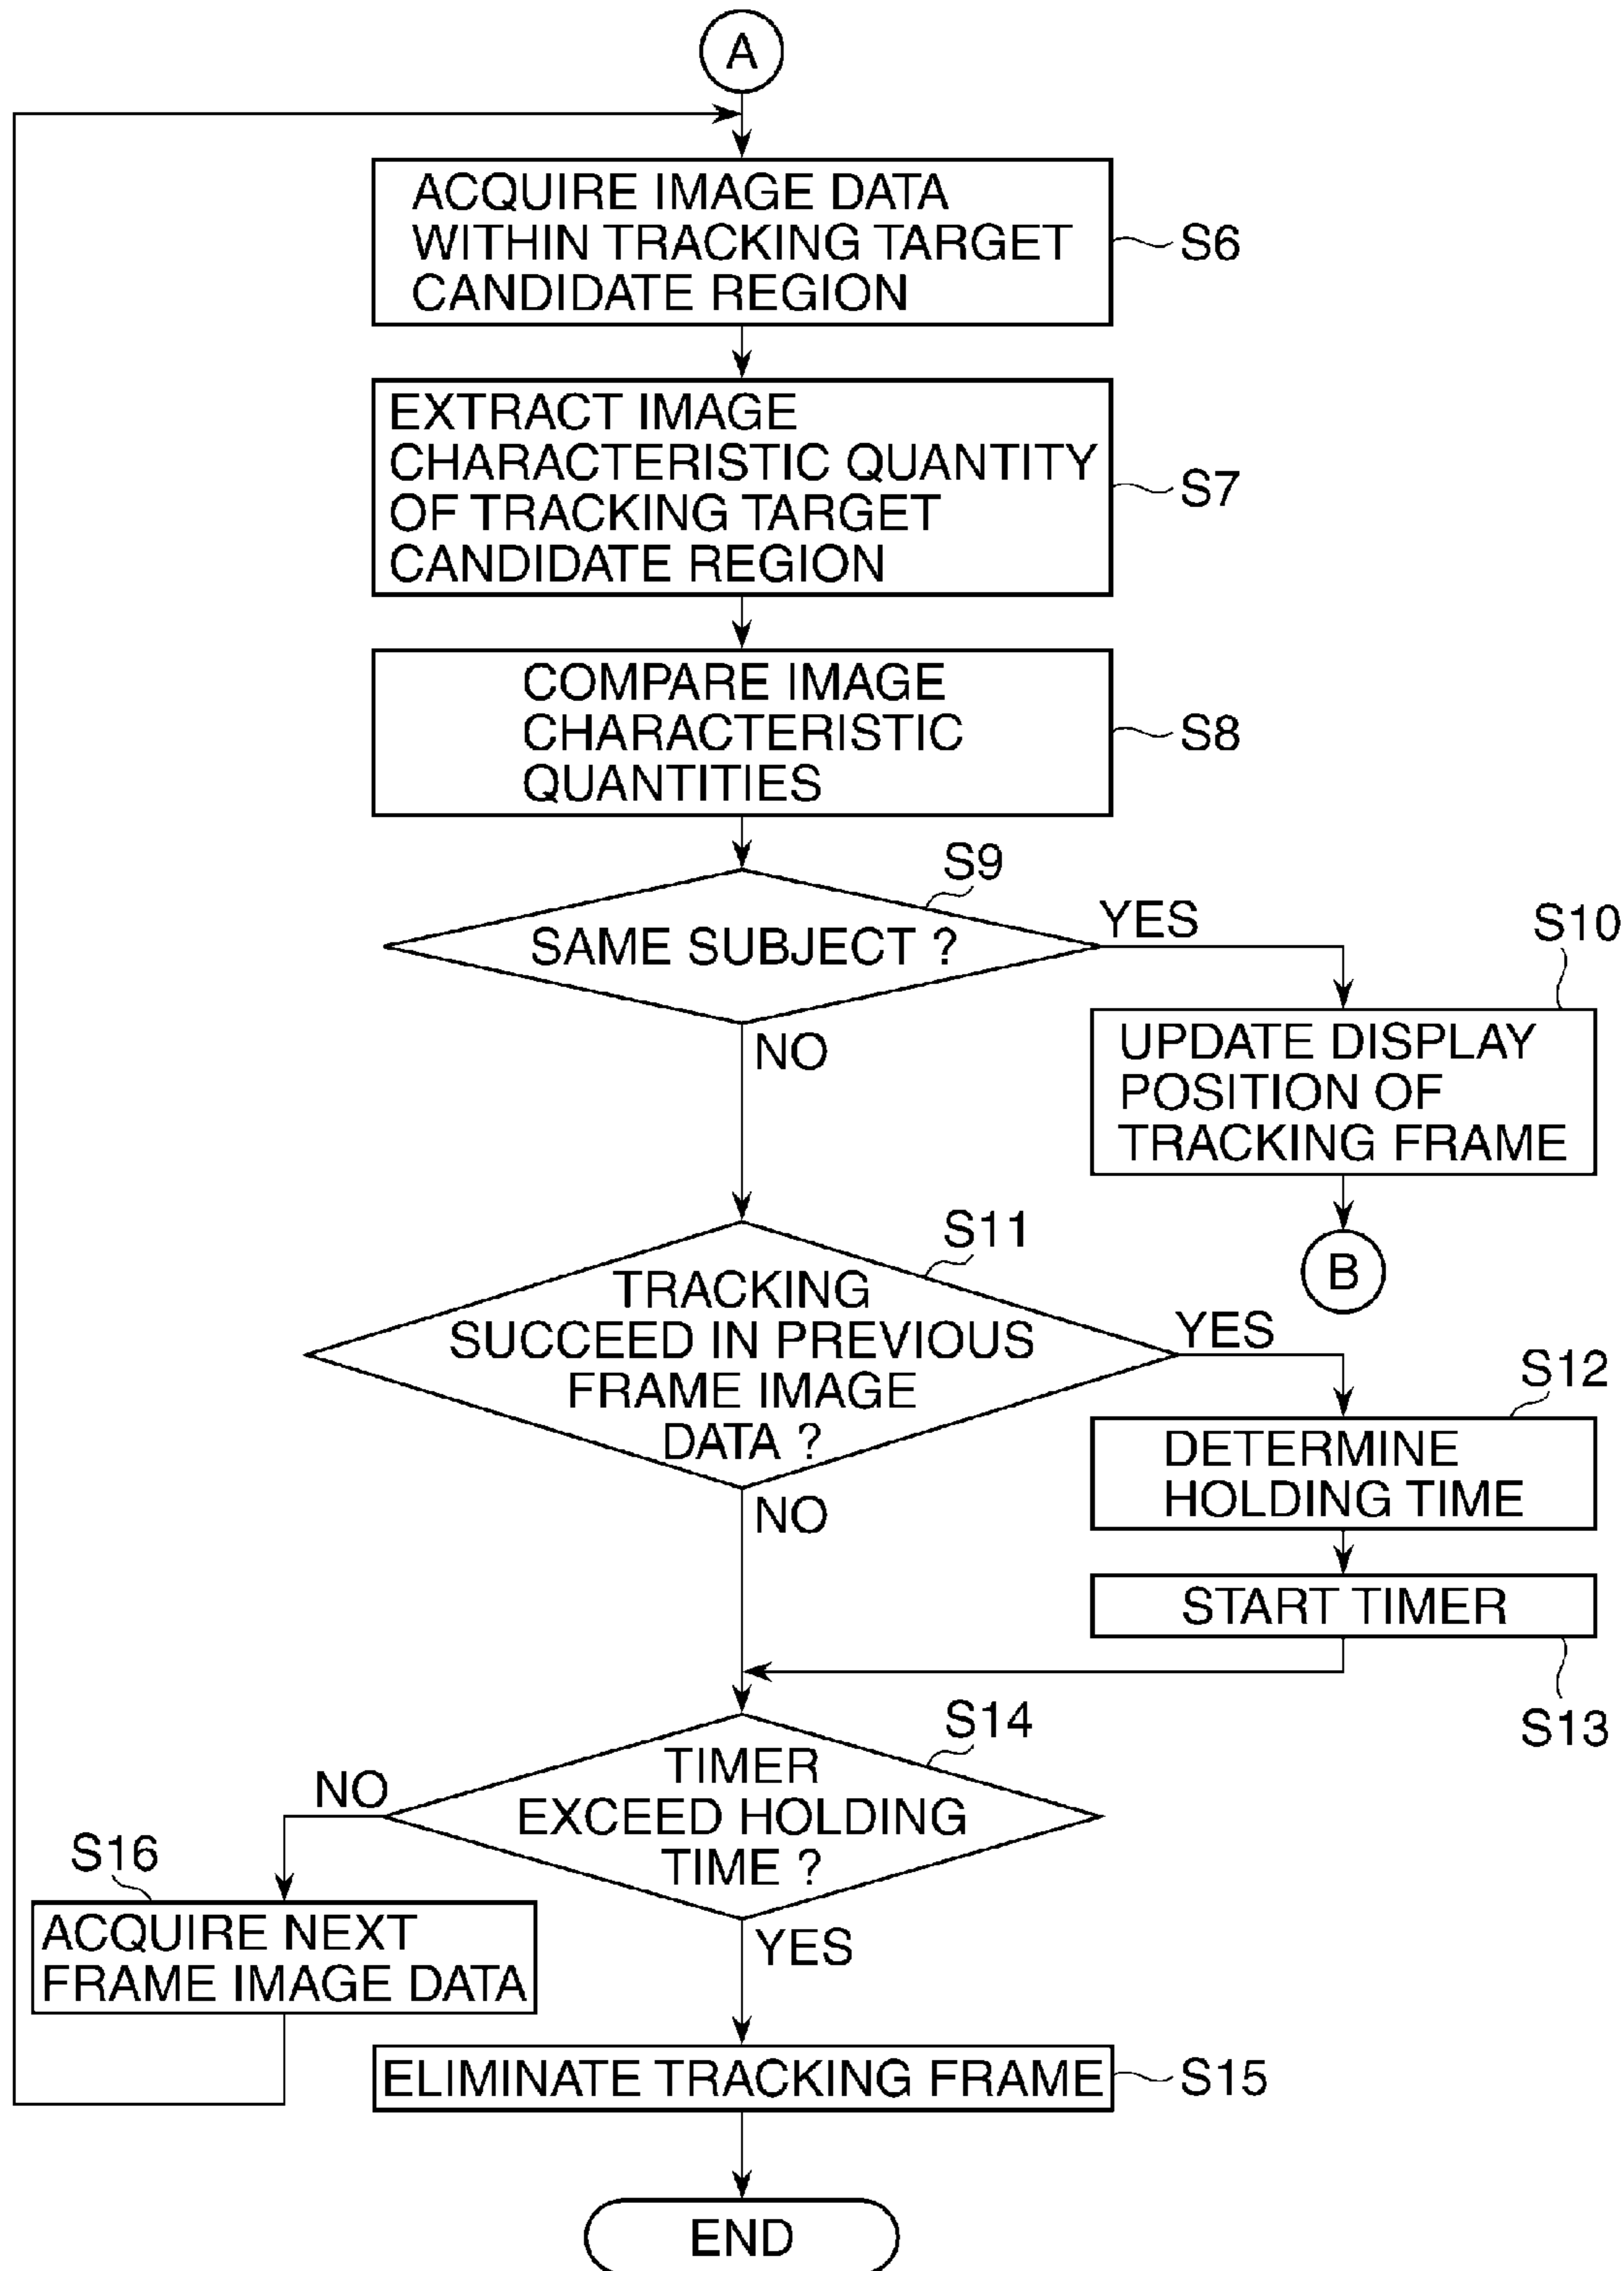 A
ACQUIRE IMAGE DATA
WITHIN TRACKING TARGET
CANDIDATE REGION
S6
EXTRACT IMAGE
CHARACTERISTIC QUANTITY
OF TRACKING TARGET
CANDIDATE REGION
S7
COMPARE IMAGE
CHARACTERISTIC
QUANTITIES
S8
S9
SAME SUBJECT ?
YES
NO
S10
UPDATE DISPLAY
POSITION OF
TRACKING FRAME
B
S11
TRACKING
SUCCEED IN PREVIOUS
FRAME IMAGE
DATA ?
YES
NO
S12
DETERMINE
HOLDING TIME
START TIMER
S13
S14
TIMER
EXCEED HOLDING
TIME ?
NO
YES
S16
ACQUIRE NEXT
FRAME IMAGE DATA
ELIMINATE TRACKING FRAME
S15
END